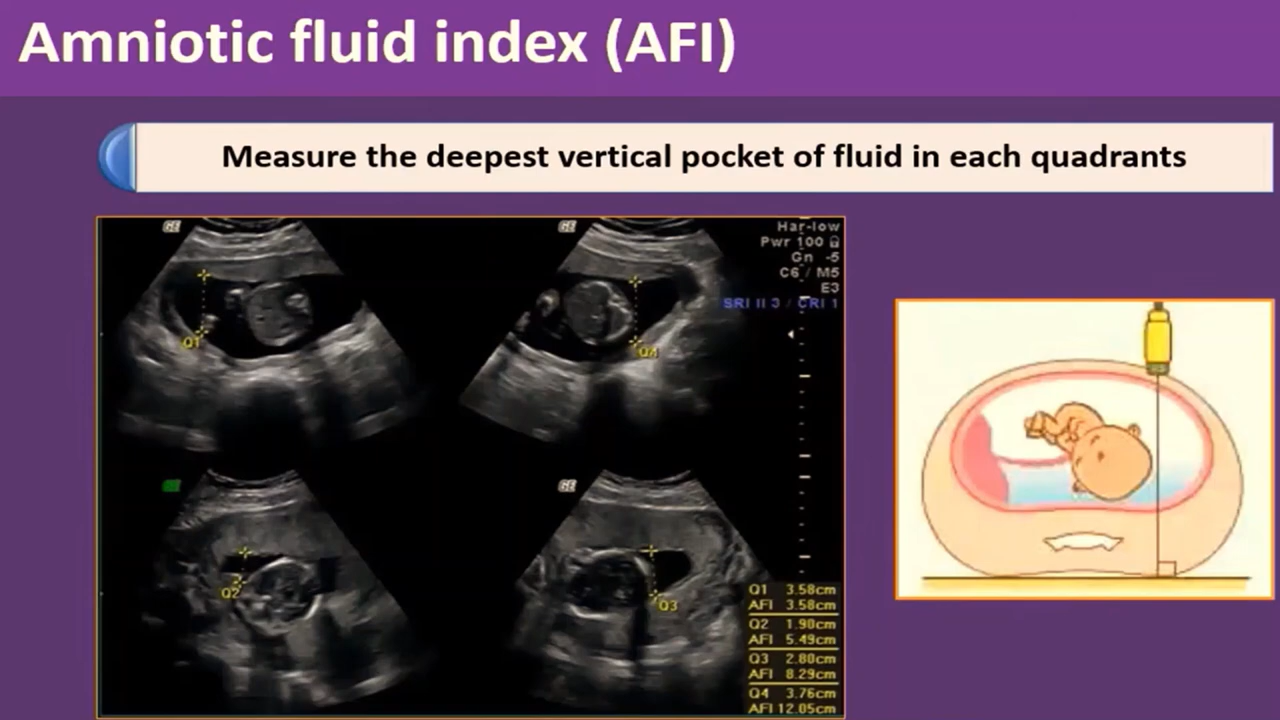 Amniotic fluid index (AFI)
Measure the deepest vertical pocket of fluid in each quadrants
GE
GE
Har-low
Pwr 100
Gn -5
C6 / M5
E3
SRI II 3 / CRI 1
Q1
Q4
GE
GE
Q2
Q3
Q1 3.58cm
AFI 3.58cm
Q2 1.90cm
AFI 5.49cm
Q3 2.80cm
AFI 8.29cm
Q4 3.76cm
AFI 12.05cm